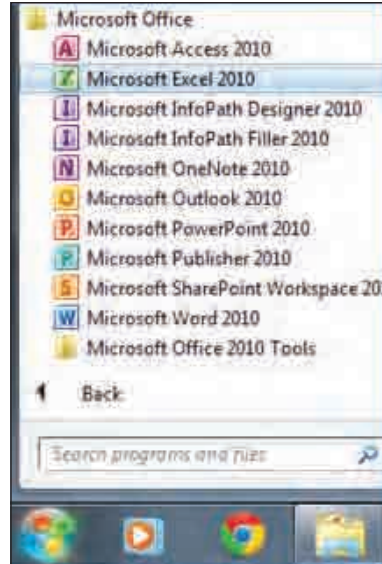 Microsoft Office
Microsoft Access 2010
Microsoft Excel 2010
Microsoft InfoPath Designer 2010
Microsoft InfoPath Filler 2010
Microsoft OneNote 2010
Microsoft Outlook 2010
Microsoft PowerPoint 2010
Microsoft Publisher 2010
Microsoft SharePoint Workspace 20
Microsoft Word 2010
Microsoft Office 2010 Tools
Back
Search programs and files